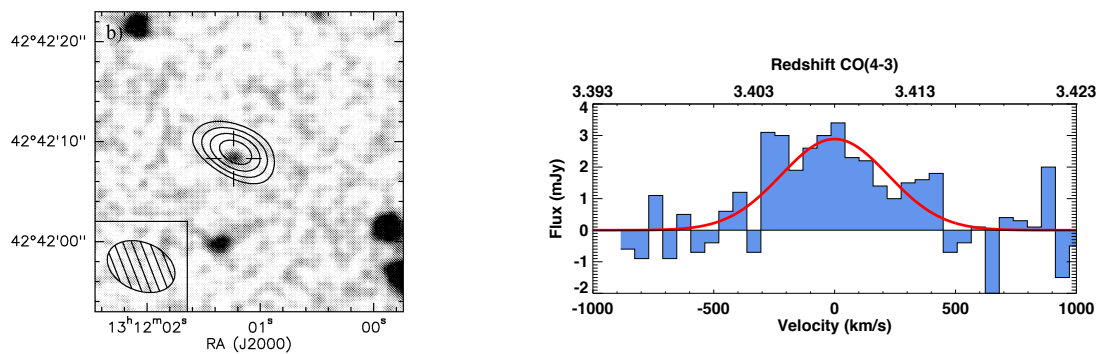 b)
42°42'20"
42°42'10"
42°42'00"
13ʰ12ᵐ02ˢ 01ˢ 00ˢ
RA (J2000)
Redshift CO(4-3)
3.393 3.403 3.413 3.423
4
3
2
1
0
-1
-2
Flux (mJy)
-1000 -500 0 500 1000
Velocity (km/s)